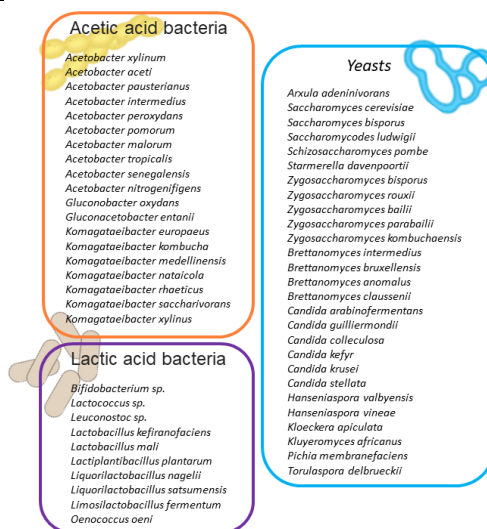 Acetic acid bacteria
Acetobacter xylinum
Acetobacter aceti
Acetobacter pausterianus
Acetobacter intermedius
Acetobacter peroxydans
Acetobacter pomorum
Acetobacter malorum
Acetobacter tropicalis
Acetobacter senegalensis
Acetobacter nitrogenifigens
Gluconobacter oxydans
Gluconacetobacter entanii
Komagataeibacter europaeus
Komagataeibacter kombucha
Komagataeibacter medellinensis
Komagataeibacter nataicola
Komagataeibacter rhaeticus
Komagataeibacter saccharivorans
Komagataeibacter xylinus
Lactic acid bacteria
Bifidobacterium sp.
Lactococcus sp.
Leuconostoc sp.
Lactobacillus kefiranofaciens
Lactobacillus mali
Lactiplantibacillus plantarum
Liquorilactobacillus nagelii
Liquorilactobacillus satsumensis
Limosilactobacillus fermentum
Oenococcus oeni
Yeasts
Arxula adeninivorans
Saccharomyces cerevisiae
Saccharomyces bisporus
Saccharomycodes ludwigii
Schizosaccharomyces pombe
Starmerella davenportii
Zygosaccharomyces bisporus
Zygosaccharomyces rouxii
Zygosaccharomyces bailii
Zygosaccharomyces parabailii
Zygosaccharomyces kombuchaensis
Brettanomyces intermedius
Brettanomyces bruxellensis
Brettanomyces anomalus
Brettanomyces claussenii
Candida arabinofermentans
Candida guilliermondii
Candida colleculosa
Candida kefyr
Candida krusei
Candida stellata
Hanseniaspora valbyensis
Hanseniaspora vineae
Kloeckera apiculata
Kluyeromyces africanus
Pichia membranefaciens
Torulaspora delbrueckii